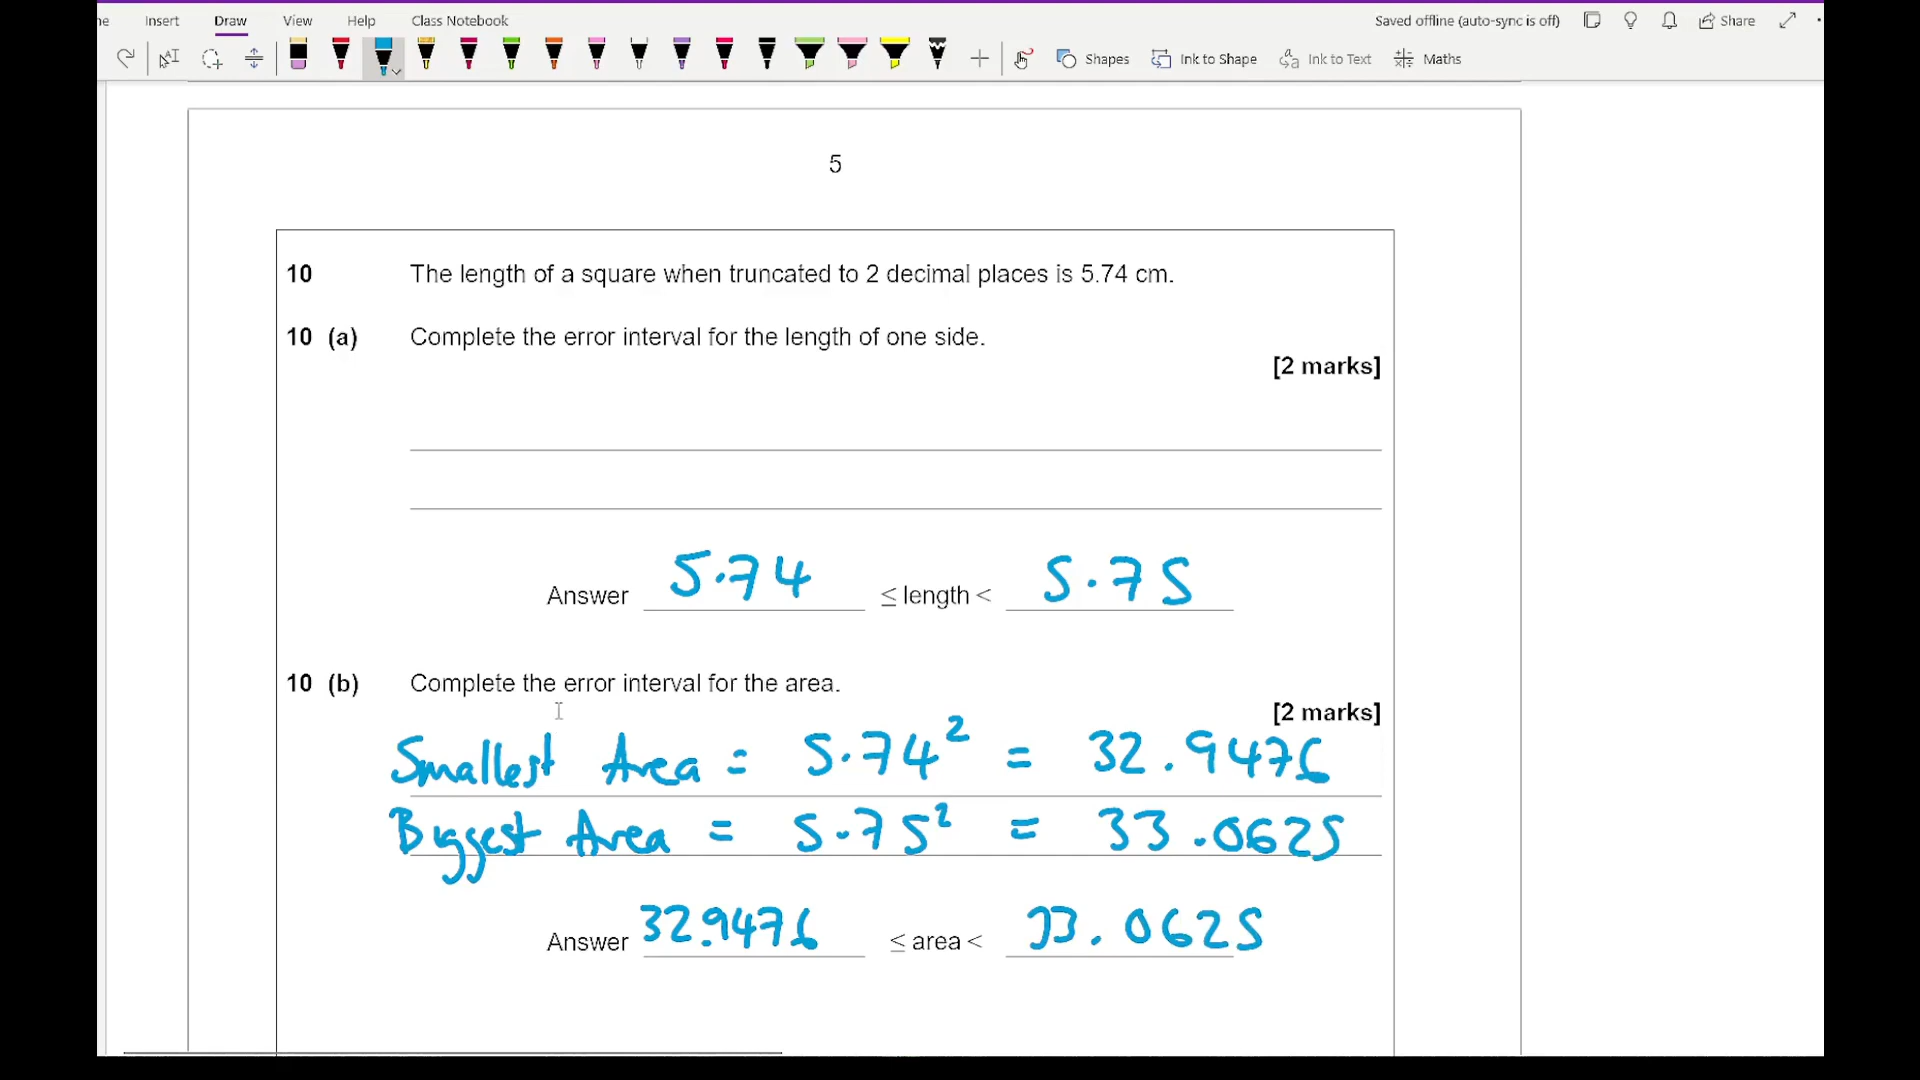 Insert Draw View Help Class Notebook Saved offline (auto-sync is off) Share
Shapes Ink to Shape Ink to Text Maths
5
10 The length of a square when truncated to 2 decimal places is 5.74 cm.
10 (a) Complete the error interval for the length of one side.
[2 marks]
Answer 5.74 ≤ length < 5.75
10 (b) Complete the error interval for the area.
[2 marks]
Smallest Area = 5.74² = 32.9476
Biggest Area = 5.75² = 33.0625
Answer 32.9476 ≤ area < 33.0625